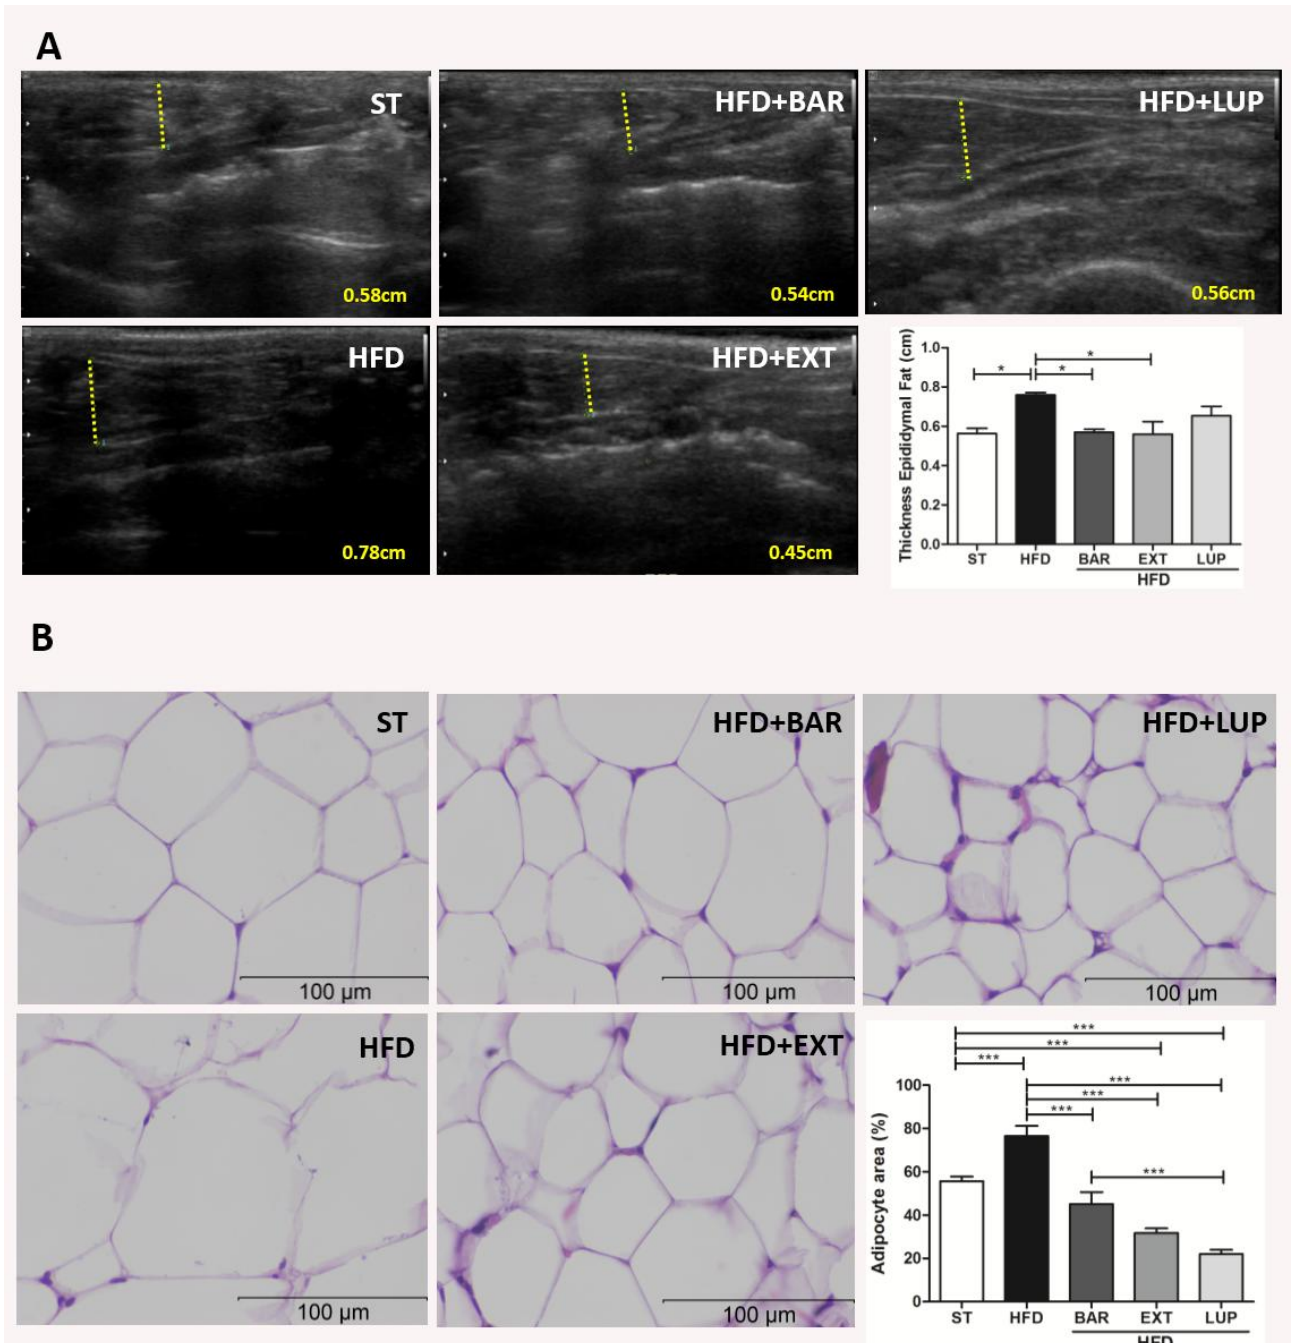 A
ST
0.58cm
HFD+BAR
0.54cm
HFD+LUP
0.56cm
HFD
0.78cm
HFD+EXT
0.45cm
Thickness Epididymal Fat (cm)
1.0
0.8
0.6
0.4
0.2
0.0
*
*
*
ST HFD BAR EXT LUP
HFD
B
ST
100 µm
HFD+BAR
100 µm
HFD+LUP
100 µm
HFD
100 µm
HFD+EXT
100 µm
Adipocyte area (%)
100
80
60
40
20
0
***
***
***
***
***
***
***
ST HFD BAR EXT LUP
HFD